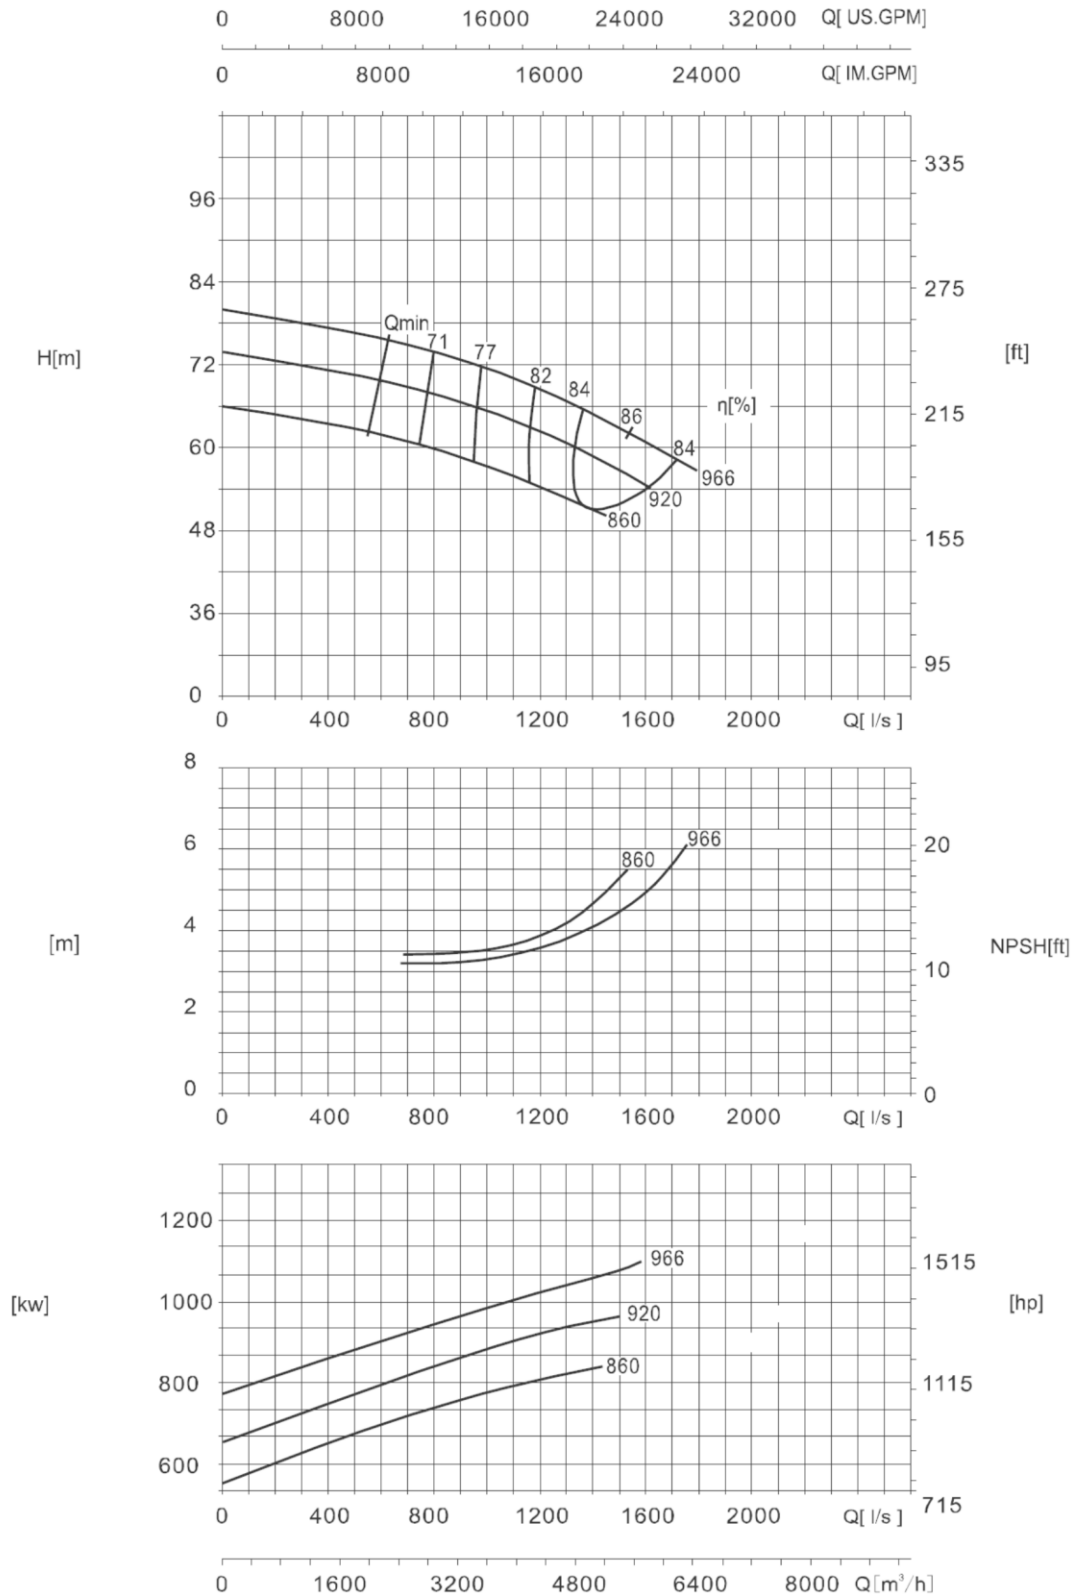 0 8000 16000 24000 32000 Q[ US.GPM]
0 8000 16000 24000 Q[ IM.GPM]
335
96
84 275
Qmin 71
77
H[m] 72 [ft]
82 84
86 η[%] 215
60 84
966
920
860
48 155
36
95
0
0 400 800 1200 1600 2000 Q[ l/s ]
8
6 966 20
860
4
[m] NPSH[ft]
10
2
0 0
0 400 800 1200 1600 2000 Q[ l/s ]
1200
966 1515
[kw] 1000 [hp]
920
860
800 1115
600
715
0 400 800 1200 1600 2000 Q[ l/s ]
0 1600 3200 4800 6400 8000 Q[m³/h]